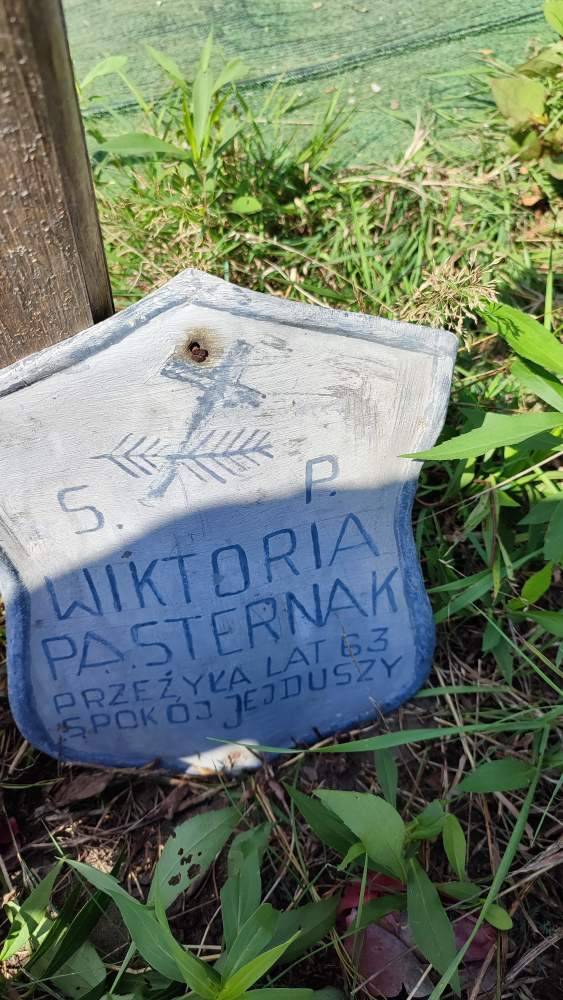 S. P.
WIKTORIA
PASTERNAK
PRZEŻYŁA LAT 63
SPOKÓJ JEJ DUSZY